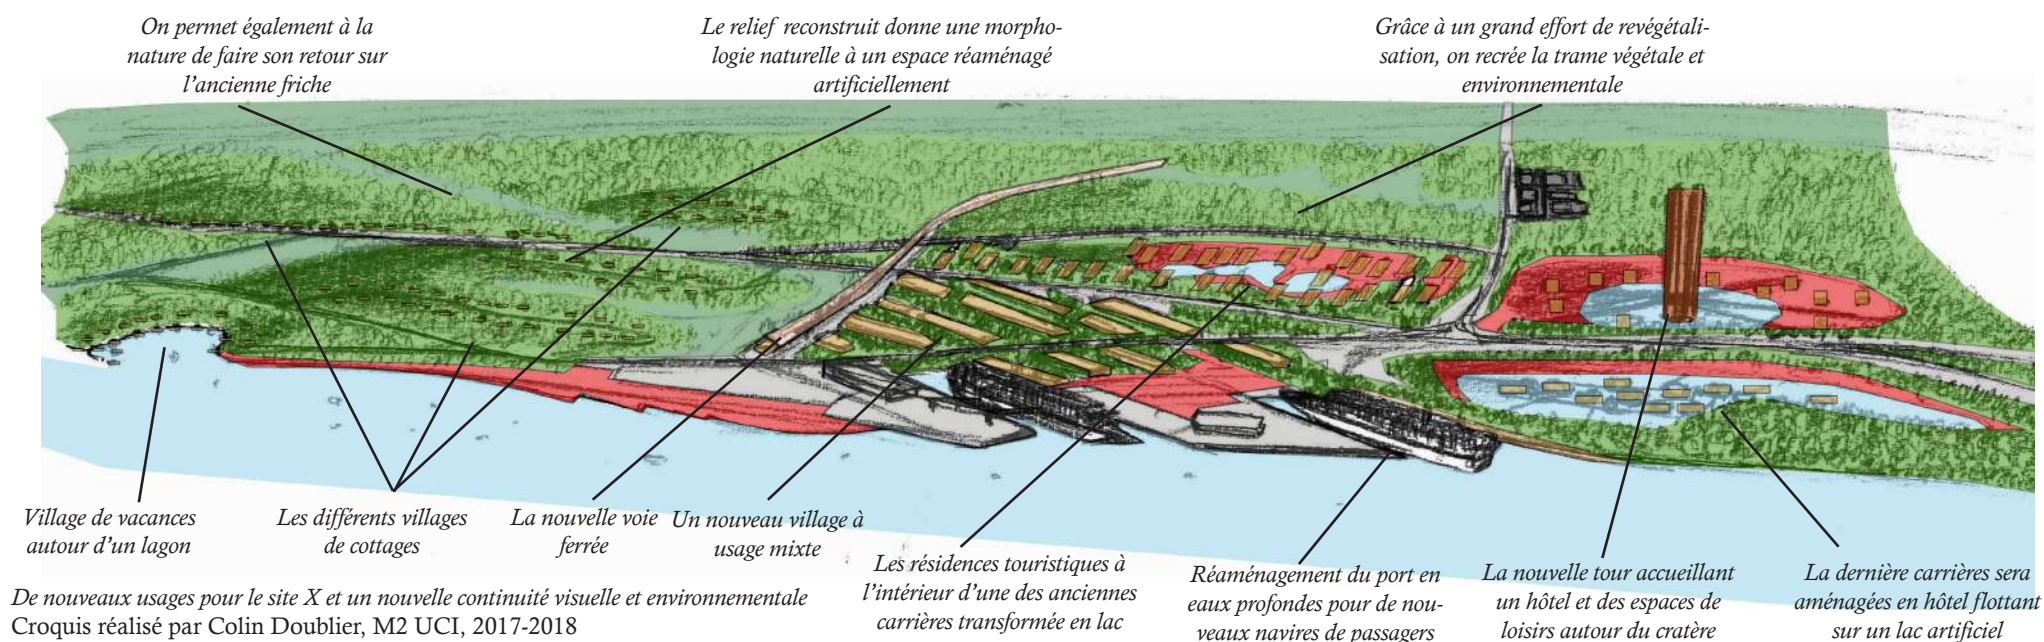 On permet également à la
nature de faire son retour sur
l'ancienne friche
Le relief reconstruit donne une morpho-
logie naturelle à un espace réaménagé
artificiellement
Grâce à un grand effort de revégétali-
sation, on recrée la trame végétale et
environnementale
Village de vacances
autour d'un lagon
Les différents villages
de cottages
La nouvelle voie
ferrée
Un nouveau village à
usage mixte
Les résidences touristiques à
l'intérieur d'une des anciennes
carrières transformée en lac
Réaménagement du port en
eaux profondes pour de nou-
veaux navires de passagers
La nouvelle tour accueillant
un hôtel et des espaces de
loisirs autour du cratère
La dernière carrières sera
aménagées en hôtel flottant
sur un lac artificiel
De nouveaux usages pour le site X et un nouvelle continuité visuelle et environnementale
Croquis réalisé par Colin Doublier, M2 UCI, 2017-2018